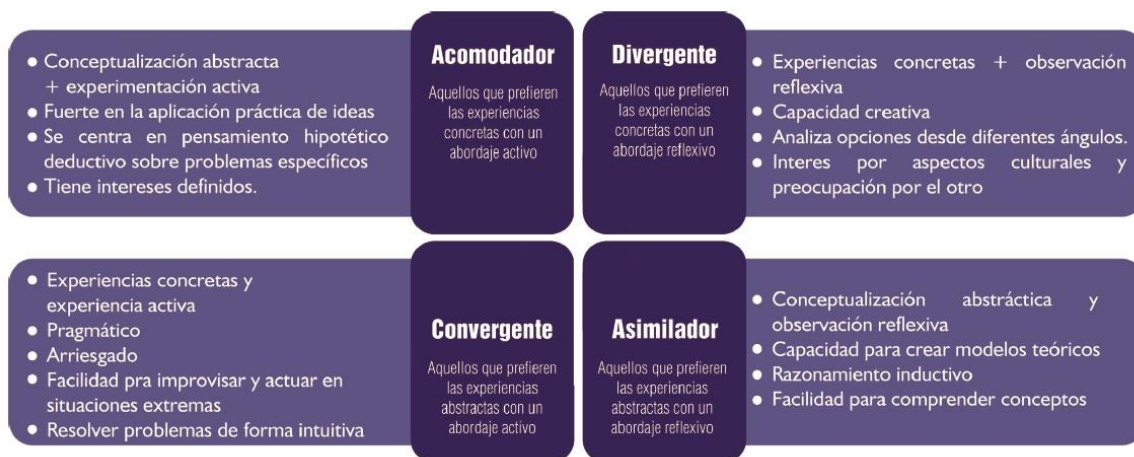 ● Conceptualización abstracta
+ experimentación activa
● Fuerte en la aplicación práctica de ideas
● Se centra en pensamiento hipotético
deductivo sobre problemas específicos
● Tiene intereses definidos.
Acomodador
Aquellos que prefieren
las experiencias
concretas con un
abordaje activo
Divergente
Aquellos que prefieren
las experiencias
concretas con un
abordaje reflexivo
● Experiencias concretas + observación
reflexiva
● Capacidad creativa
● Analiza opciones desde diferentes ángulos.
● Interes por aspectos culturales y
preocupación por el otro
● Experiencias concretas y
experiencia activa
● Pragmático
● Arriesgado
● Facilidad pra improvisar y actuar en
situaciones extremas
● Resolver problemas de forma intuitiva
Convergente
Aquellos que prefieren
las experiencias
abstractas con un
abordaje activo
Asimilador
Aquellos que prefieren
las experiencias
abstractas con un
abordaje reflexivo
● Conceptualización abstráctica y
observación reflexiva
● Capacidad para crear modelos teóricos
● Razonamiento inductivo
● Facilidad para comprender conceptos